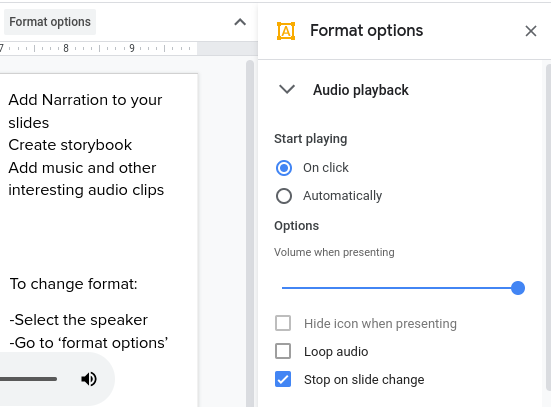 Format options
7 8 9
Add Narration to your
slides
Create storybook
Add music and other
interesting audio clips
To change format:
-Select the speaker
-Go to ‘format options’
Format options
Audio playback
Start playing
On click
Automatically
Options
Volume when presenting
Hide icon when presenting
Loop audio
Stop on slide change